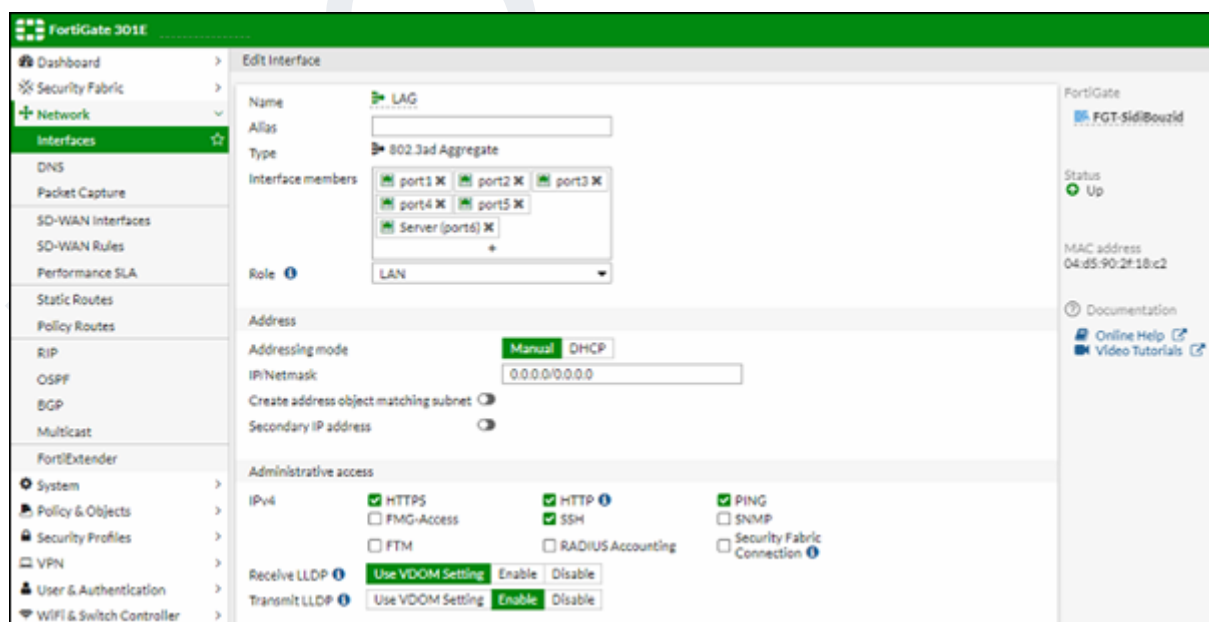 FortiGate 301E
Dashboard
Security Fabric
Network
Interfaces
DNS
Packet Capture
SD-WAN Interfaces
SD-WAN Rules
Performance SLA
Static Routes
Policy Routes
RIP
OSPF
BGP
Multicast
FortiExtender
System
Policy & Objects
Security Profiles
VPN
User & Authentication
WiFi & Switch Controller
Edit Interface
Name LAG
Alias
Type 802.3ad Aggregate
Interface members port1 port2 port3
port4 port5
Server (port6)
+
Role LAN
Address
Addressing mode Manual DHCP
IP/Netmask 0.0.0.0/0.0.0.0
Create address object matching subnet
Secondary IP address
Administrative access
IPv4 HTTPS HTTP PING
FMG-Access SSH SNMP
FTM RADIUS Accounting Security Fabric Connection
Receive LLDP Use VDOM Setting Enable Disable
Transmit LLDP Use VDOM Setting Enable Disable
FortiGate
FGT-SidiBouzid
Status
Up
MAC address
04:d5:90:2f:18:c2
Documentation
Online Help
Video Tutorials